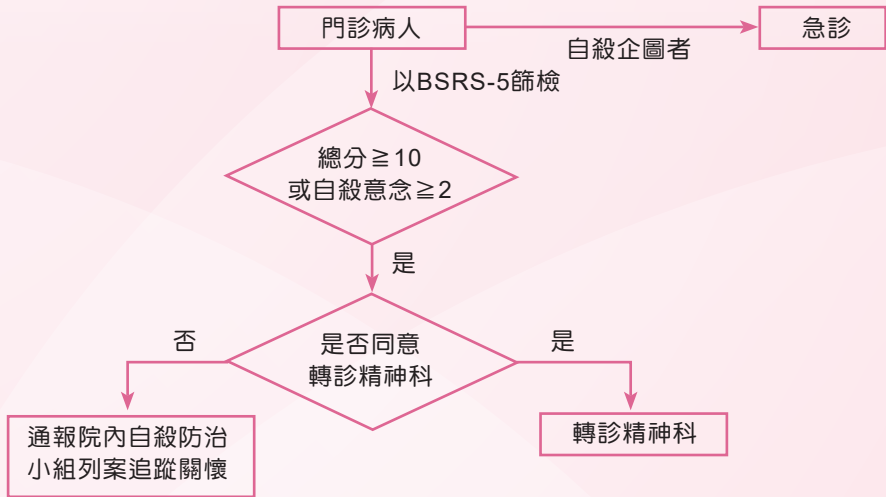 門診病人
自殺企圖者
急診
以BSRS-5篩檢
總分≧10
或自殺意念≧2
是
是否同意
轉診精神科
否
是
通報院內自殺防治
小組列案追蹤關懷
轉診精神科